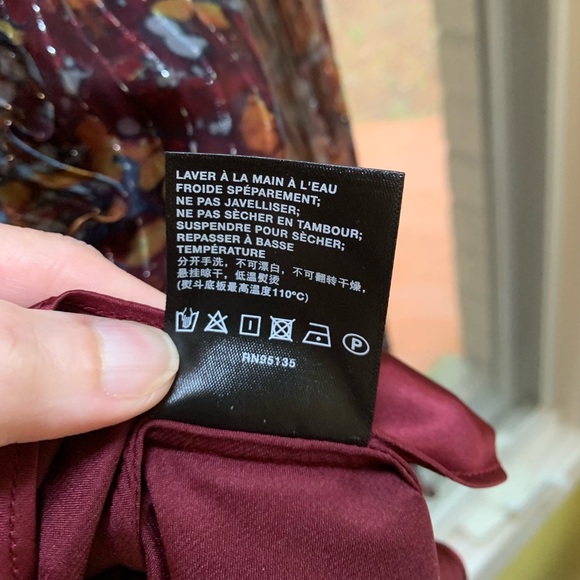 LAVER À LA MAIN À L'EAU
FROIDE SPÉPAREMENT;
NE PAS JAVELLISER;
NE PAS SÈCHER EN TAMBOUR;
SUSPENDRE POUR SÈCHER;
REPASSER À BASSE
TEMPÉRATURE
分开手洗，不可漂白，不可翻转干燥，
悬挂晾干，低温熨烫
(熨斗底板最高温度110°C)
P
RN95135